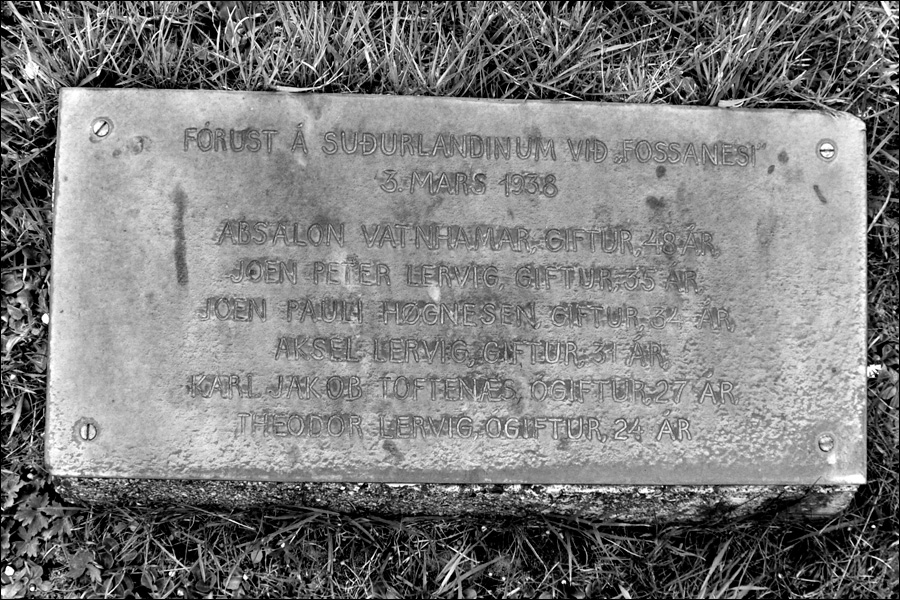 FÓRUST Á SUÐURLANDINUM VIÐ „FOSSANESI”
3. MARS 1938
ABSALON VATNHAMAR, GIFTUR, 48 ÁR.
JOEN PETER LERVIG, GIFTUR, 35 ÁR.
JOEN PAULI HØGNESEN, GIFTUR, 34 ÁR.
AKSEL LERVIG, GIFTUR, 31 ÁR.
KARL JAKOB TOFTENÆS, ÓGIFTUR, 27 ÁR.
THEODOR LERVIG, ÓGIFTUR, 24 ÁR